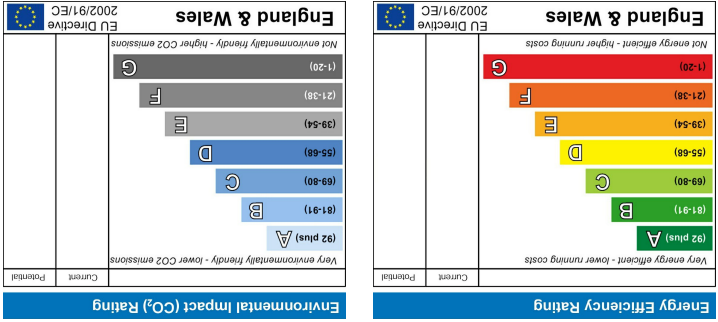 Energy Efficiency Rating
Current Potential
Very energy efficient - lower running costs
(92 plus) A
(81-91) B
(69-80) C
(55-68) D
(39-54) E
(21-38) F
(1-20) G
Not energy efficient - higher running costs
England & Wales
EU Directive
2002/91/EC
Environmental Impact (CO₂) Rating
Current Potential
Very environmentally friendly - lower CO2 emissions
(92 plus) A
(81-91) B
(69-80) C
(55-68) D
(39-54) E
(21-38) F
(1-20) G
Not environmentally friendly - higher CO2 emissions
England & Wales
EU Directive
2002/91/EC